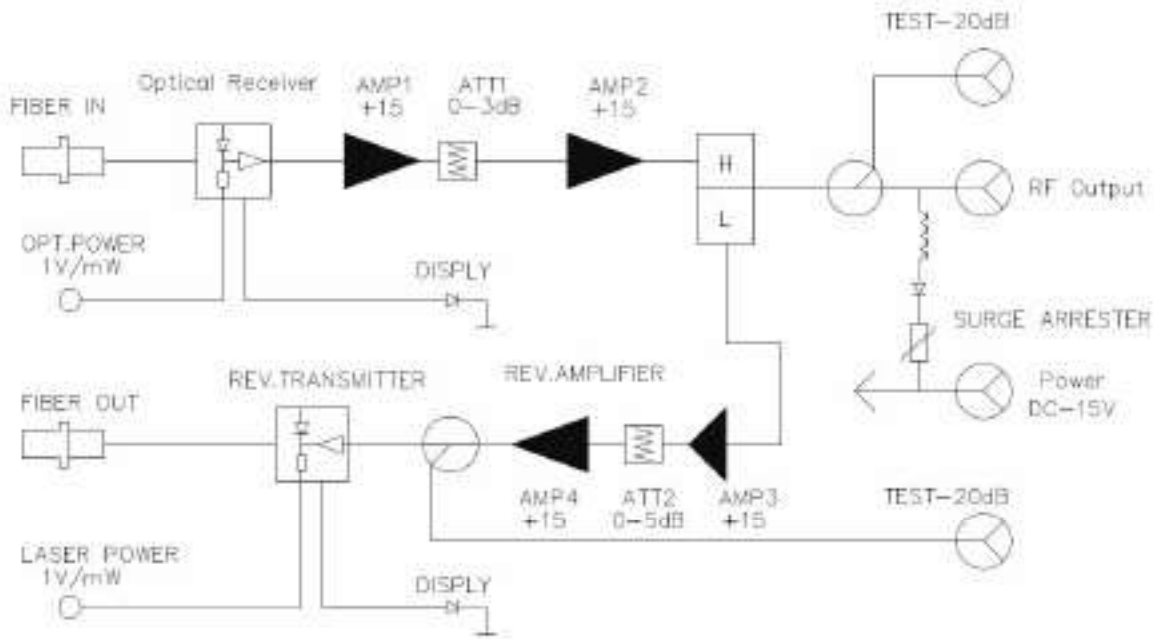 TEST-20dB
Optical Receiver
AMP1
+15
ATT1
0-3dB
AMP2
+15
FIBER IN
H
L
RF Output
OPT.POWER
1V/mW
DISPLY
SURGE ARRESTER
REV.TRANSMITTER
REV.AMPLIFIER
Power
DC-15V
FIBER OUT
AMP4
+15
ATT2
0-5dB
AMP3
+15
TEST-20dB
LASER POWER
1V/mW
DISPLY